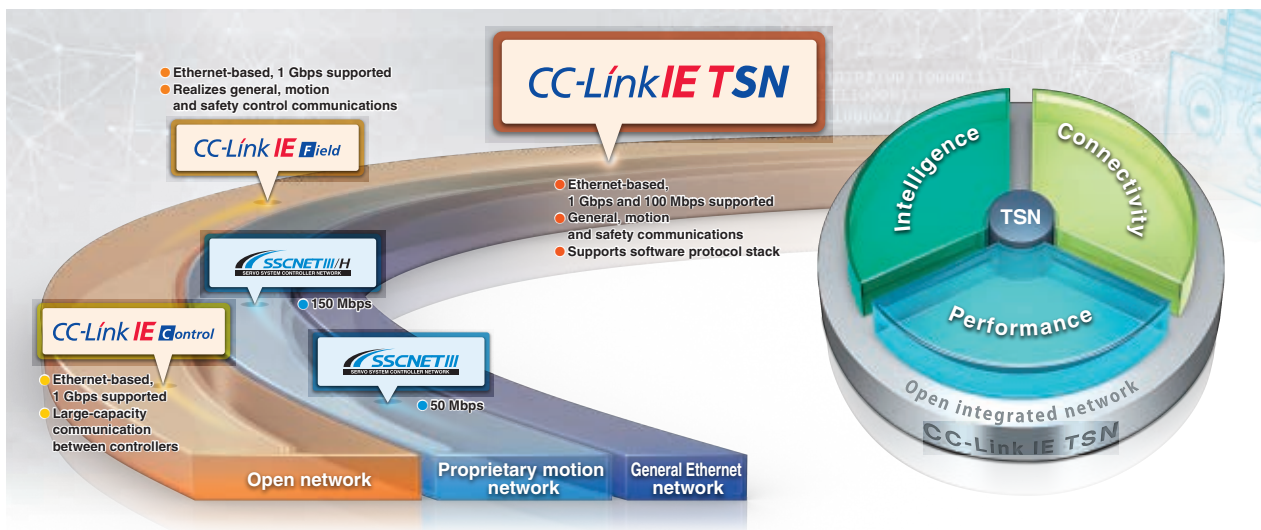 CC-Link IE TSN
Ethernet-based, 1 Gbps supported
Realizes general, motion
and safety control communications
CC-Link IE Field
Ethernet-based,
1 Gbps and 100 Mbps supported
General, motion
and safety communications
Supports software protocol stack
SSCNETIII/H
SERVO SYSTEM CONTROLLER NETWORK
150 Mbps
CC-Link IE Control
Ethernet-based,
1 Gbps supported
Large-capacity
communication
between controllers
SSCNETIII
SERVO SYSTEM CONTROLLER NETWORK
50 Mbps
Open network
Proprietary motion
network
General Ethernet
network
Intelligence
Connectivity
TSN
Performance
Open integrated network
CC-Link IE TSN